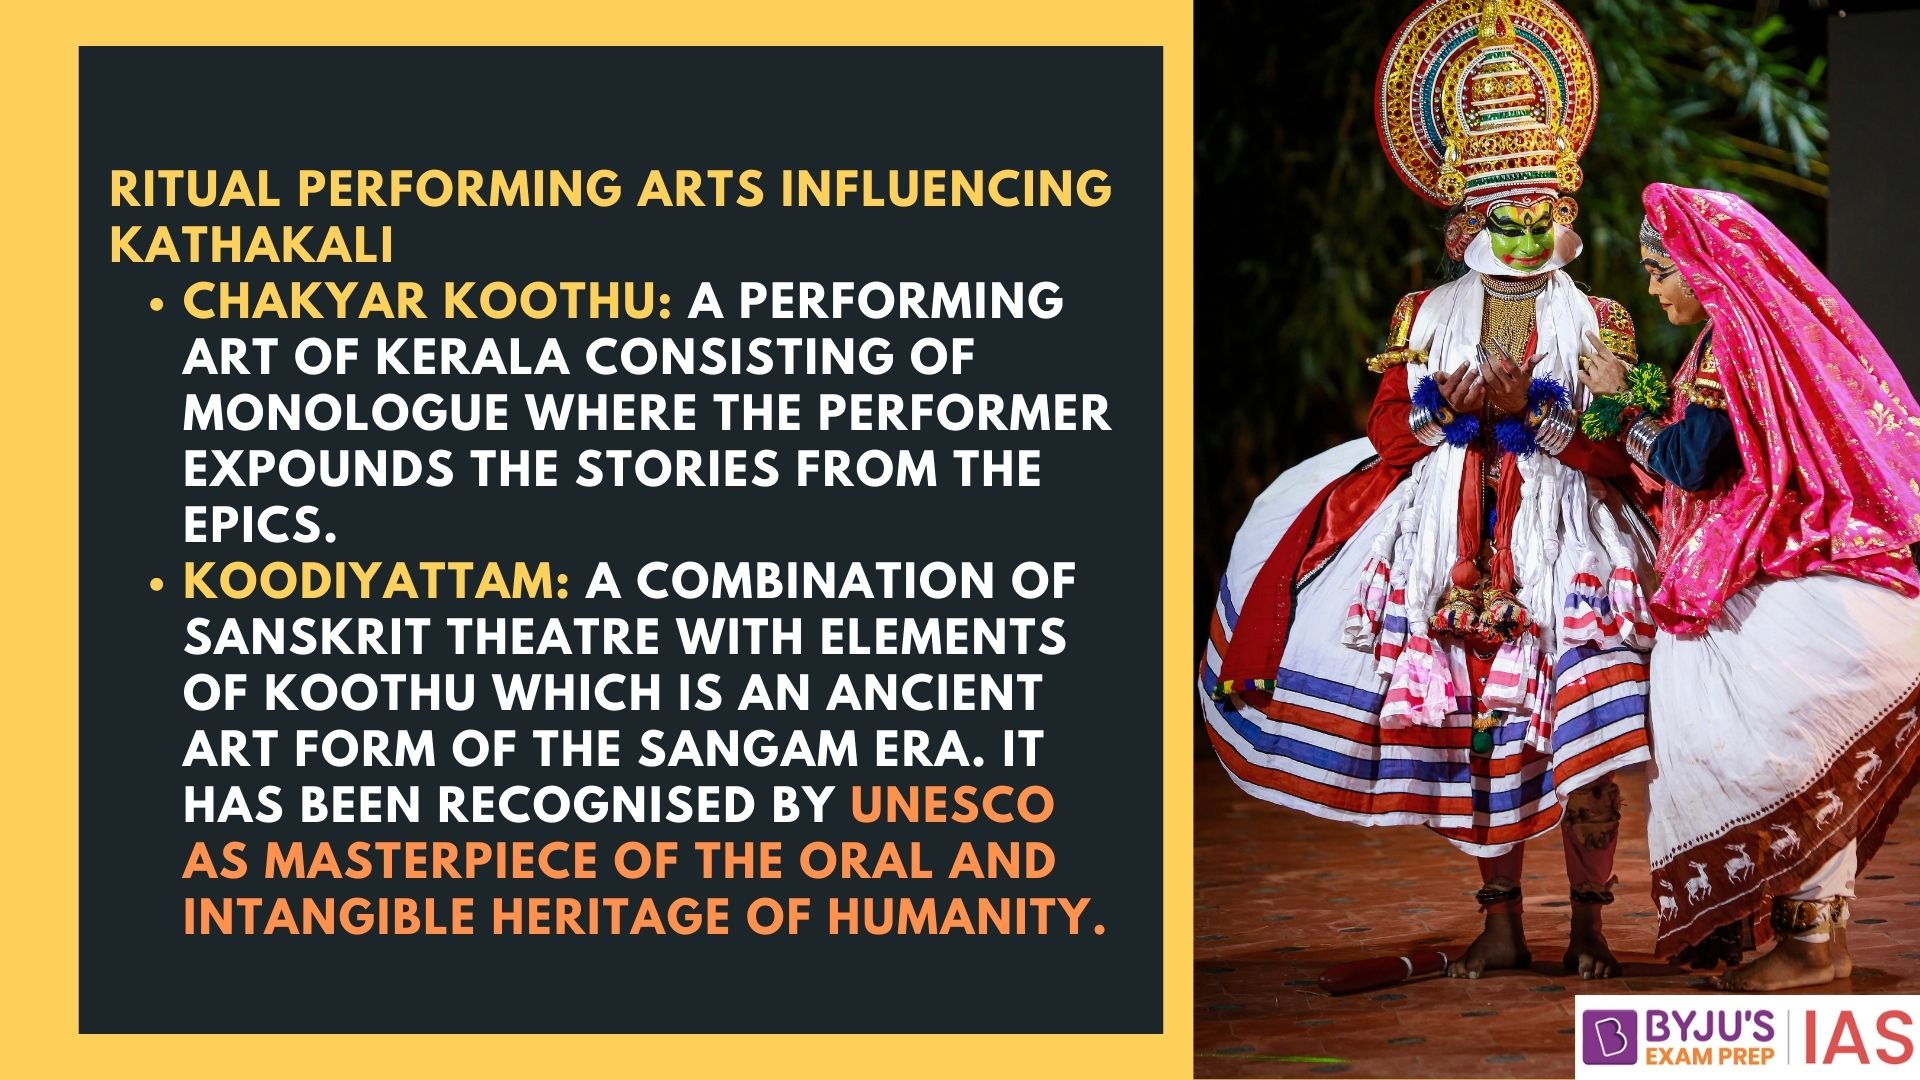 RITUAL PERFORMING ARTS INFLUENCING
KATHAKALI
• CHAKYAR KOOTHU: A PERFORMING
ART OF KERALA CONSISTING OF
MONOLOGUE WHERE THE PERFORMER
EXPOUNDS THE STORIES FROM THE
EPICS.
• KOODIYATTAM: A COMBINATION OF
SANSKRIT THEATRE WITH ELEMENTS
OF KOOTHU WHICH IS AN ANCIENT
ART FORM OF THE SANGAM ERA. IT
HAS BEEN RECOGNISED BY UNESCO
AS MASTERPIECE OF THE ORAL AND
INTANGIBLE HERITAGE OF HUMANITY.
B BYJU'S
EXAM PREP
IAS